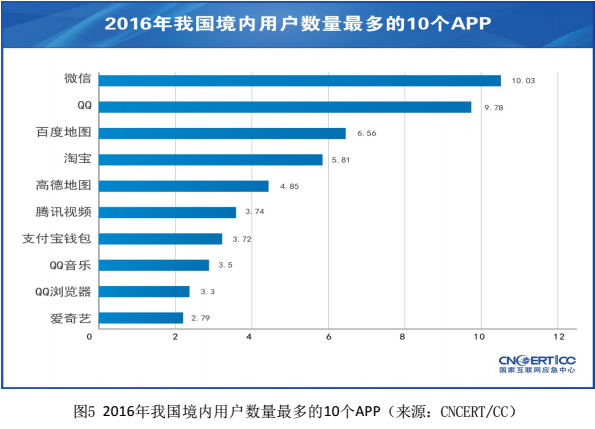 2016年我国境内用户数量最多的10个APP
微信 10.03
QQ 9.78
百度地图 6.56
淘宝 5.81
高德地图 4.85
腾讯视频 3.74
支付宝钱包 3.72
QQ音乐 3.5
QQ浏览器 3.3
爱奇艺 2.79
0 2 4 6 8 10 12
CNCERT/CC
国家互联网应急中心
图5 2016年我国境内用户数量最多的10个APP（来源：CNCERT/CC）